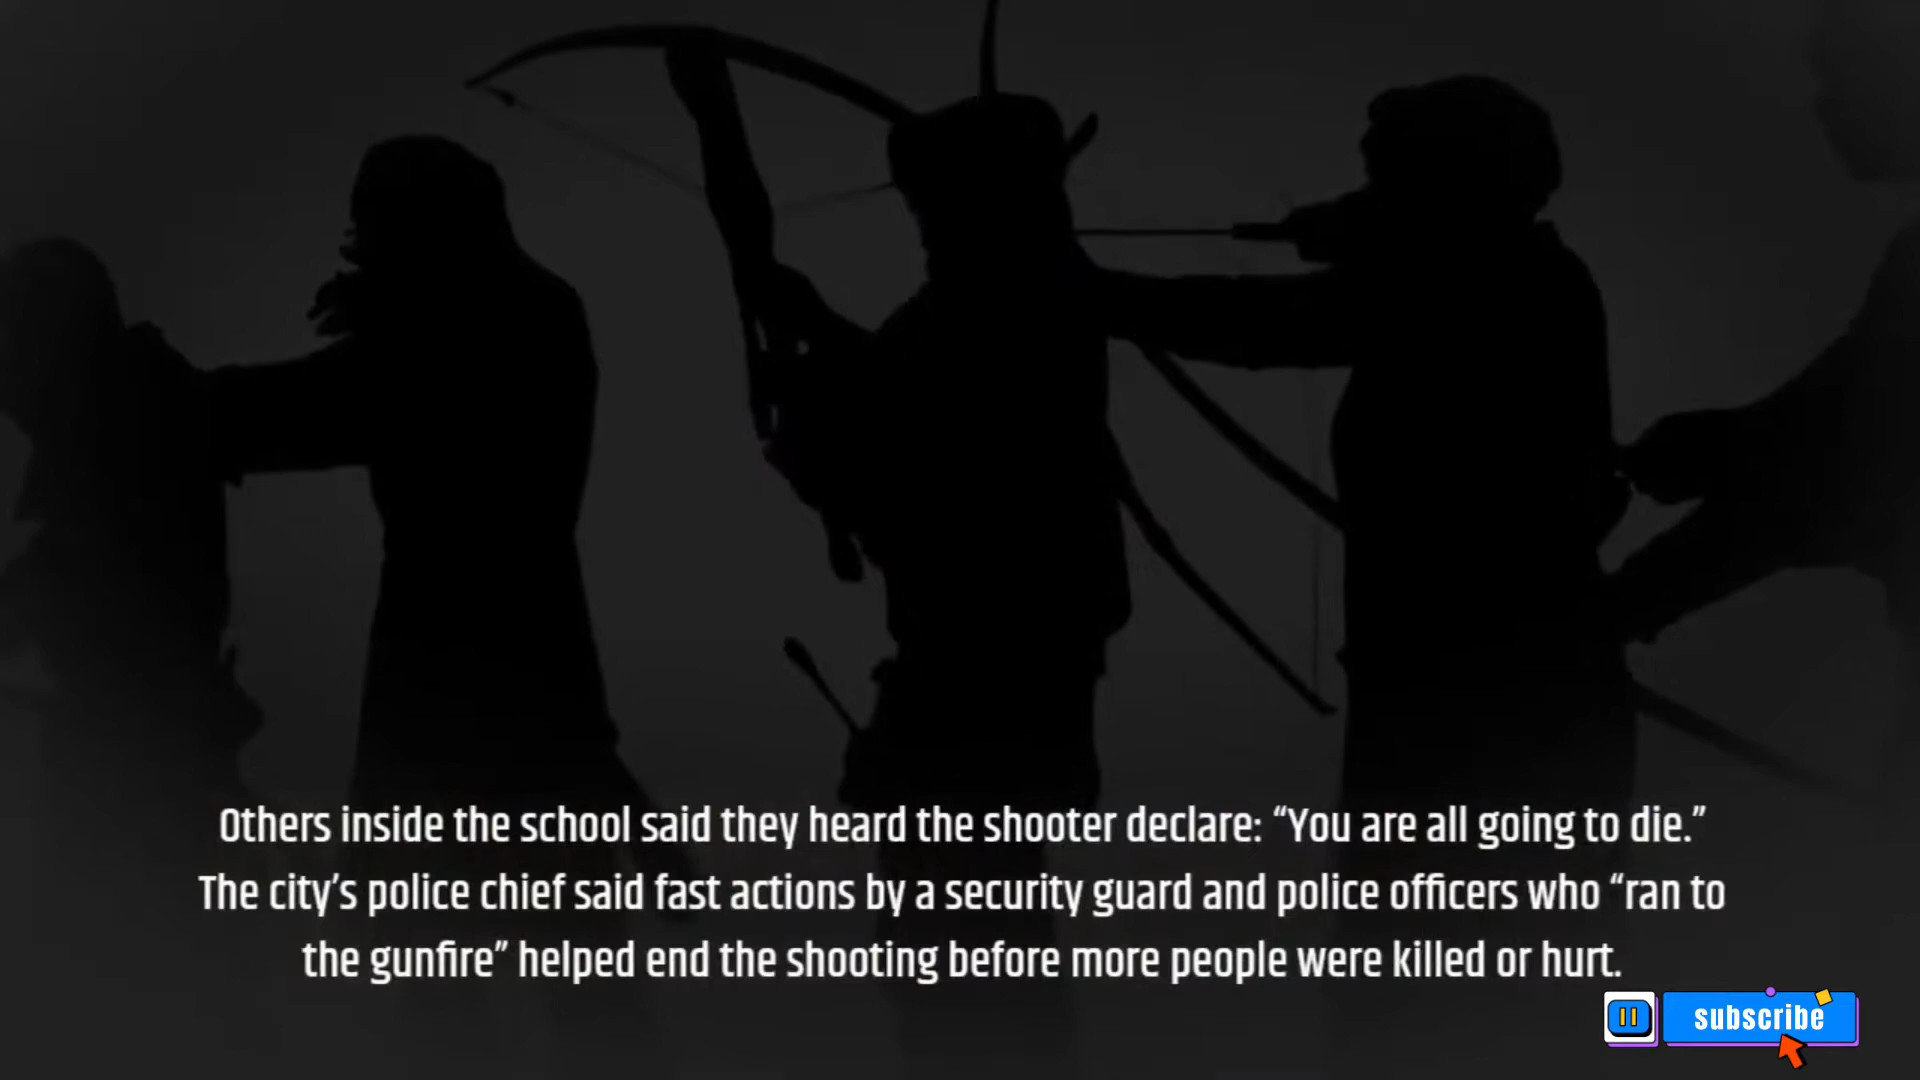 Others inside the school said they heard the shooter declare: “You are all going to die.”
The city’s police chief said fast actions by a security guard and police officers who “ran to
the gunfire” helped end the shooting before more people were killed or hurt.
subscribe